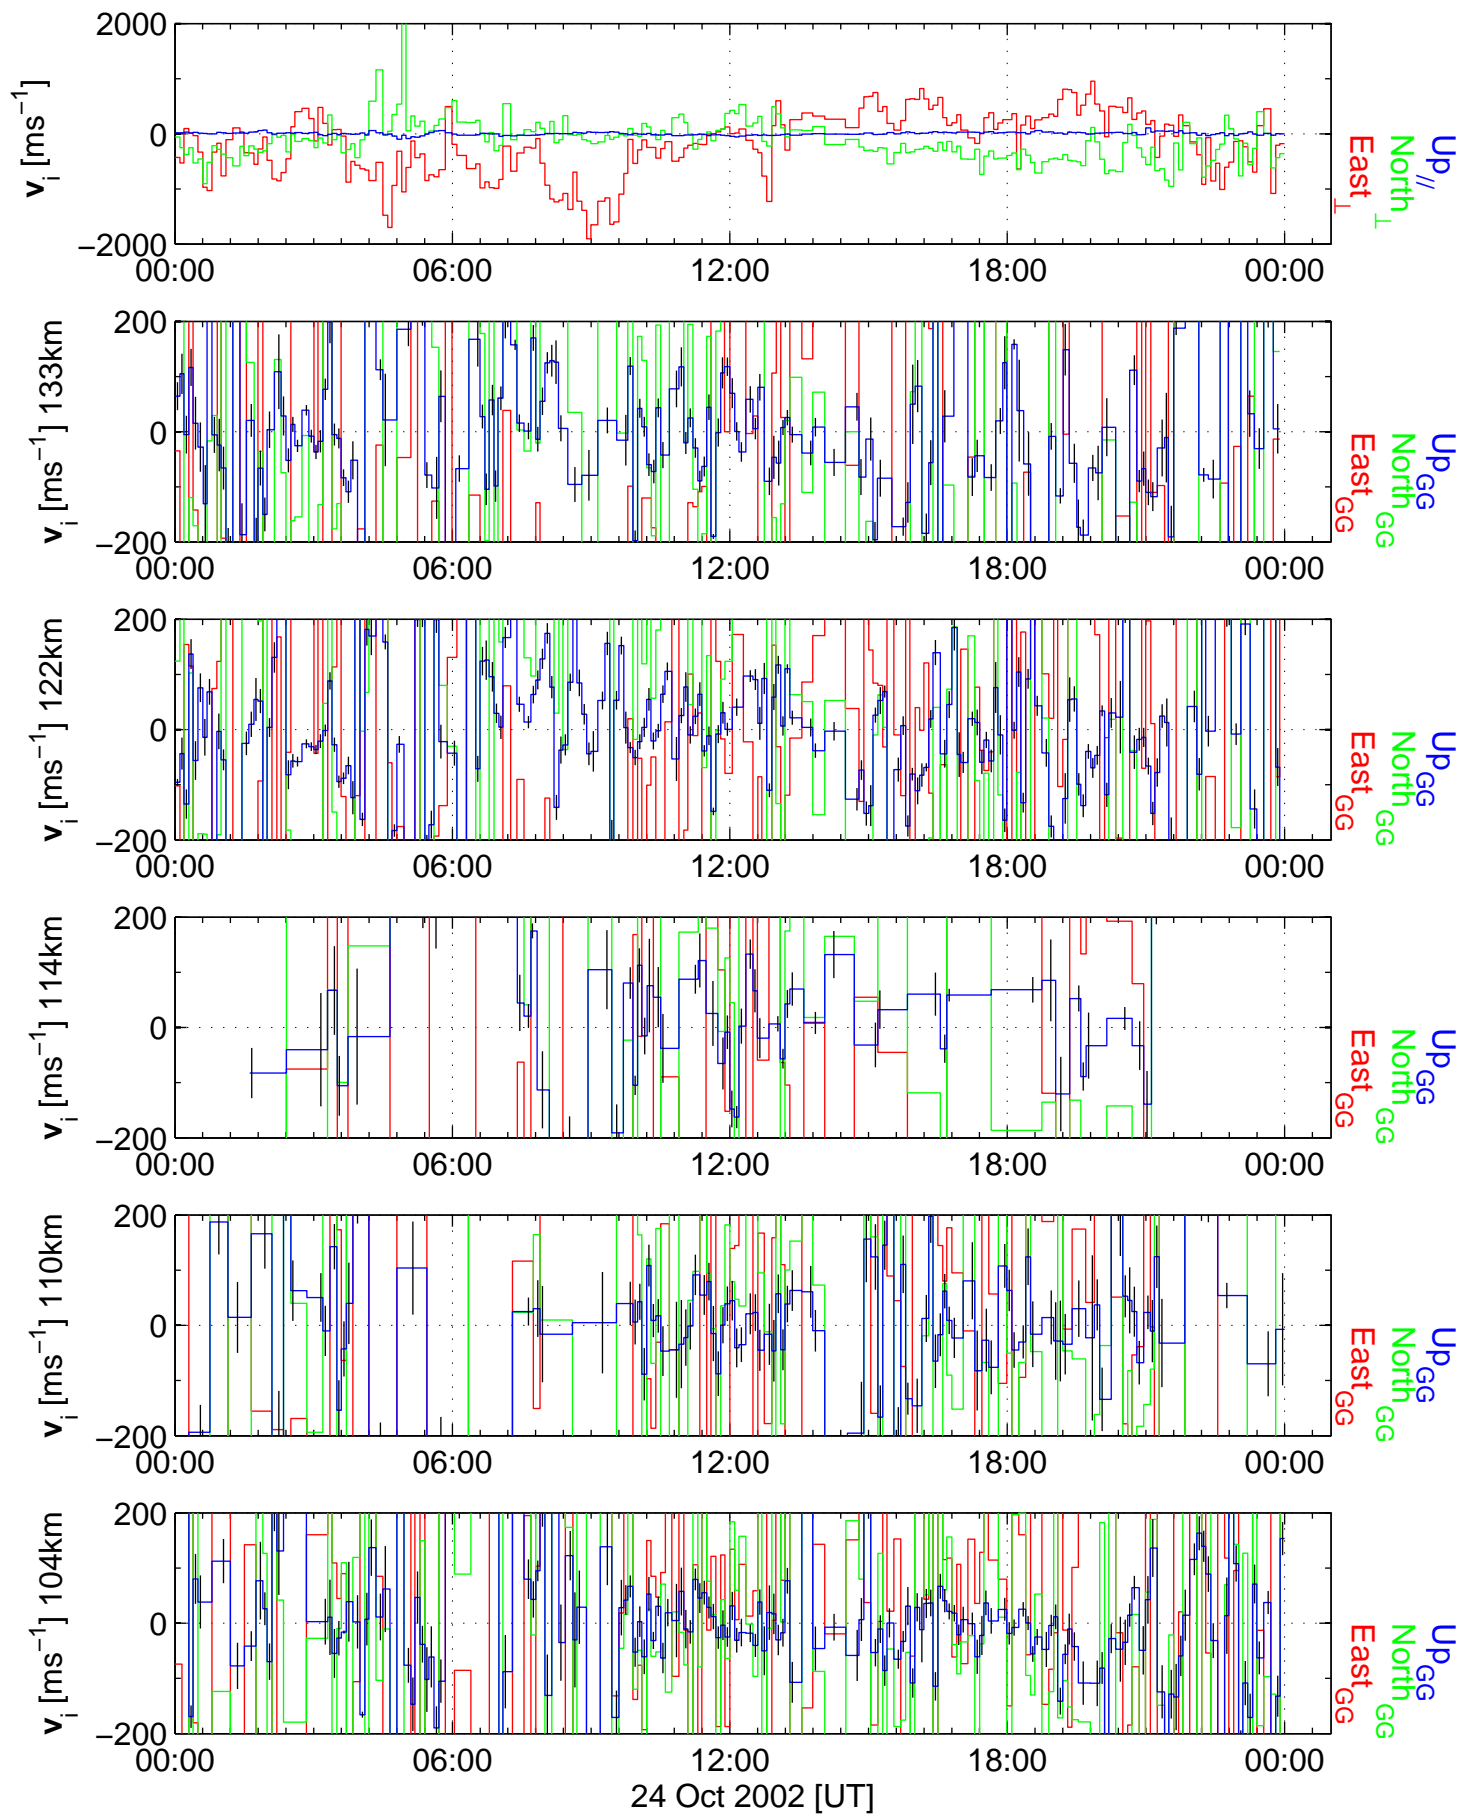 v_i [ms^−1]
2000
0
−2000
00:00 06:00 12:00 18:00 00:00
East_⊥
North_⊥
Up_//
v_i [ms^−1] 133km
200
0
−200
00:00 06:00 12:00 18:00 00:00
East_GG
North_GG
Up_GG
v_i [ms^−1] 122km
200
0
−200
00:00 06:00 12:00 18:00 00:00
East_GG
North_GG
Up_GG
v_i [ms^−1] 114km
200
0
−200
00:00 06:00 12:00 18:00 00:00
East_GG
North_GG
Up_GG
v_i [ms^−1] 110km
200
0
−200
00:00 06:00 12:00 18:00 00:00
East_GG
North_GG
Up_GG
v_i [ms^−1] 104km
200
0
−200
00:00 06:00 12:00 18:00 00:00
East_GG
North_GG
Up_GG
24 Oct 2002 [UT]